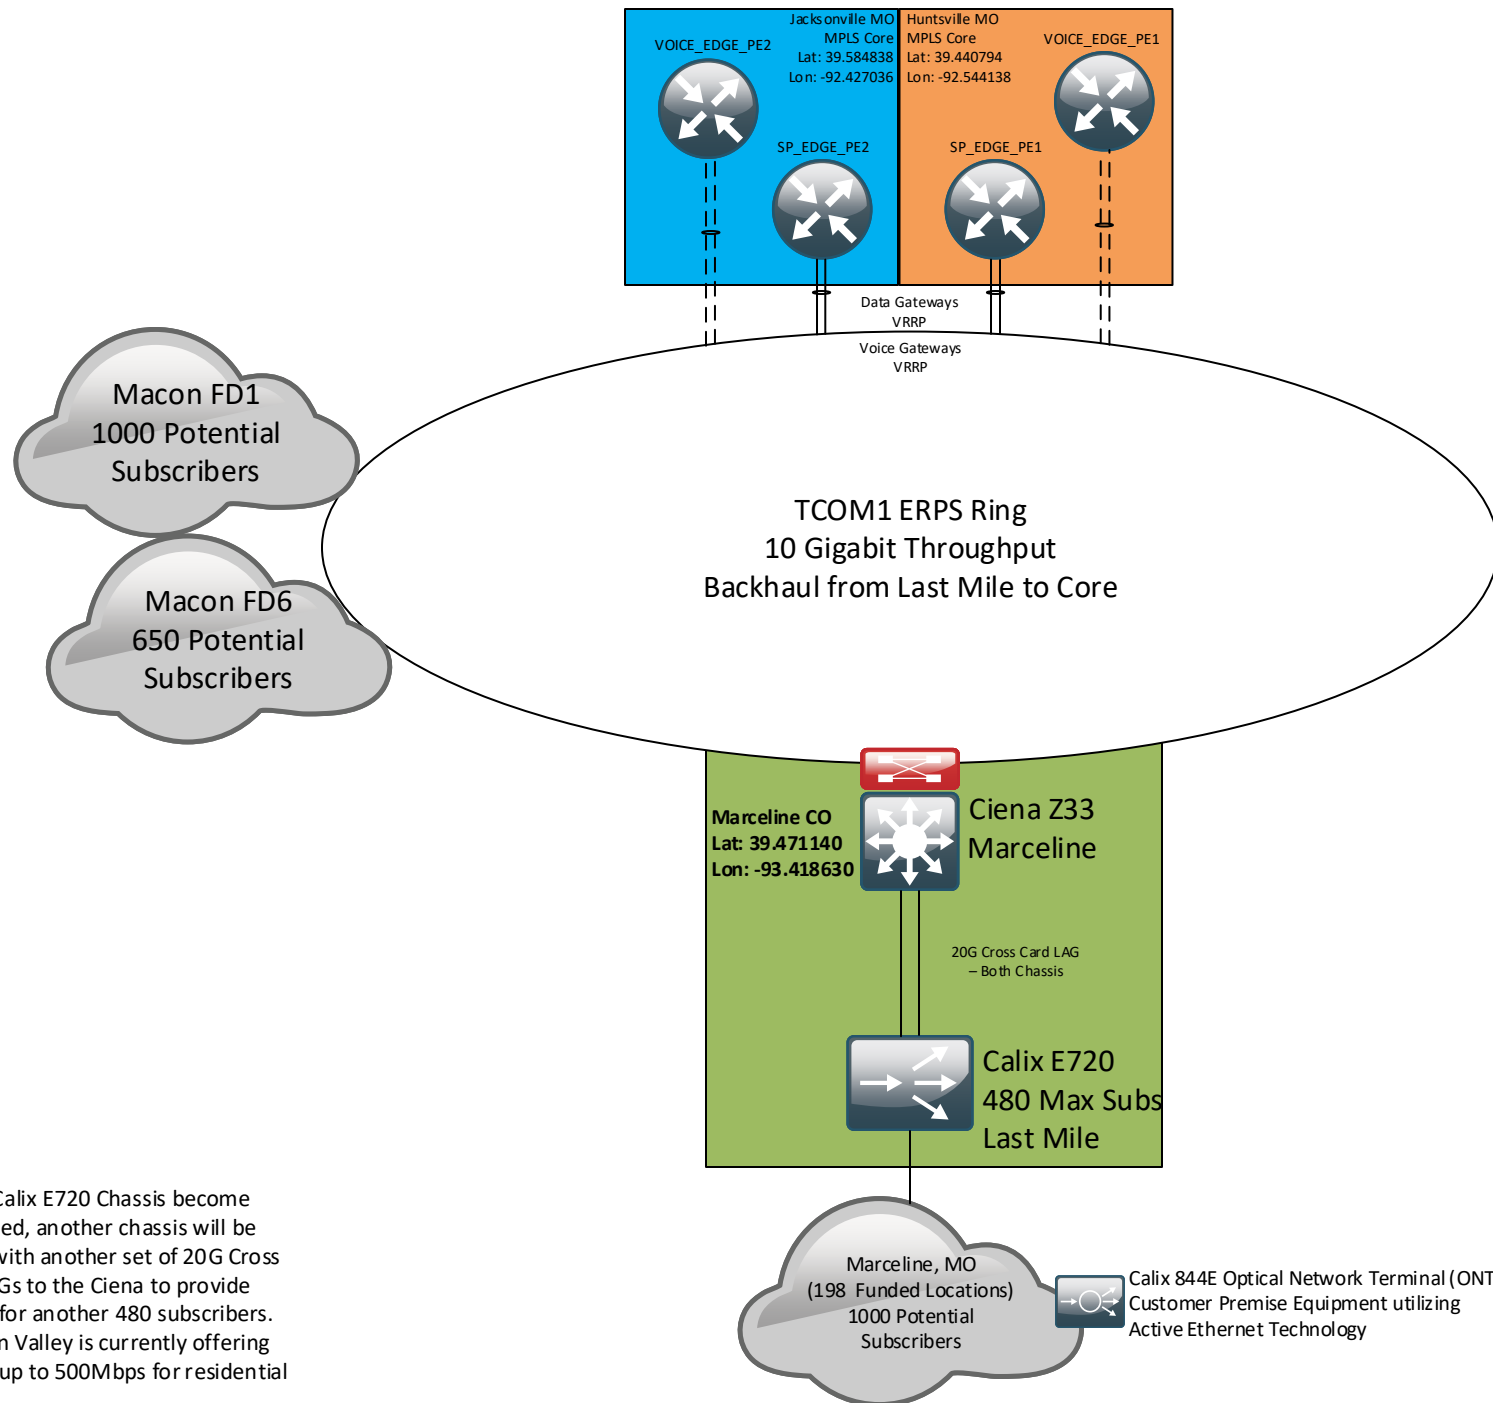 Jacksonville MO
MPLS Core
Lat: 39.584838
Lon: -92.427036
Huntsville MO
MPLS Core
Lat: 39.440794
Lon: -92.544138
VOICE_EDGE_PE2
VOICE_EDGE_PE1
SP_EDGE_PE2
SP_EDGE_PE1
Data Gateways
VRRP
Voice Gateways
VRRP
Macon FD1
1000 Potential
Subscribers
Macon FD6
650 Potential
Subscribers
TCOM1 ERPS Ring
10 Gigabit Throughput
Backhaul from Last Mile to Core
Marceline CO
Lat: 39.471140
Lon: -93.418630
Ciena Z33
Marceline
20G Cross Card LAG
– Both Chassis
Calix E720
480 Max Subs
Last Mile
Calix E720 Chassis become
ed, another chassis will be
with another set of 20G Cross
Gs to the Ciena to provide
for another 480 subscribers.
n Valley is currently offering
up to 500Mbps for residential
Marceline, MO
(198 Funded Locations)
1000 Potential
Subscribers
Calix 844E Optical Network Terminal (ONT
Customer Premise Equipment utilizing
Active Ethernet Technology